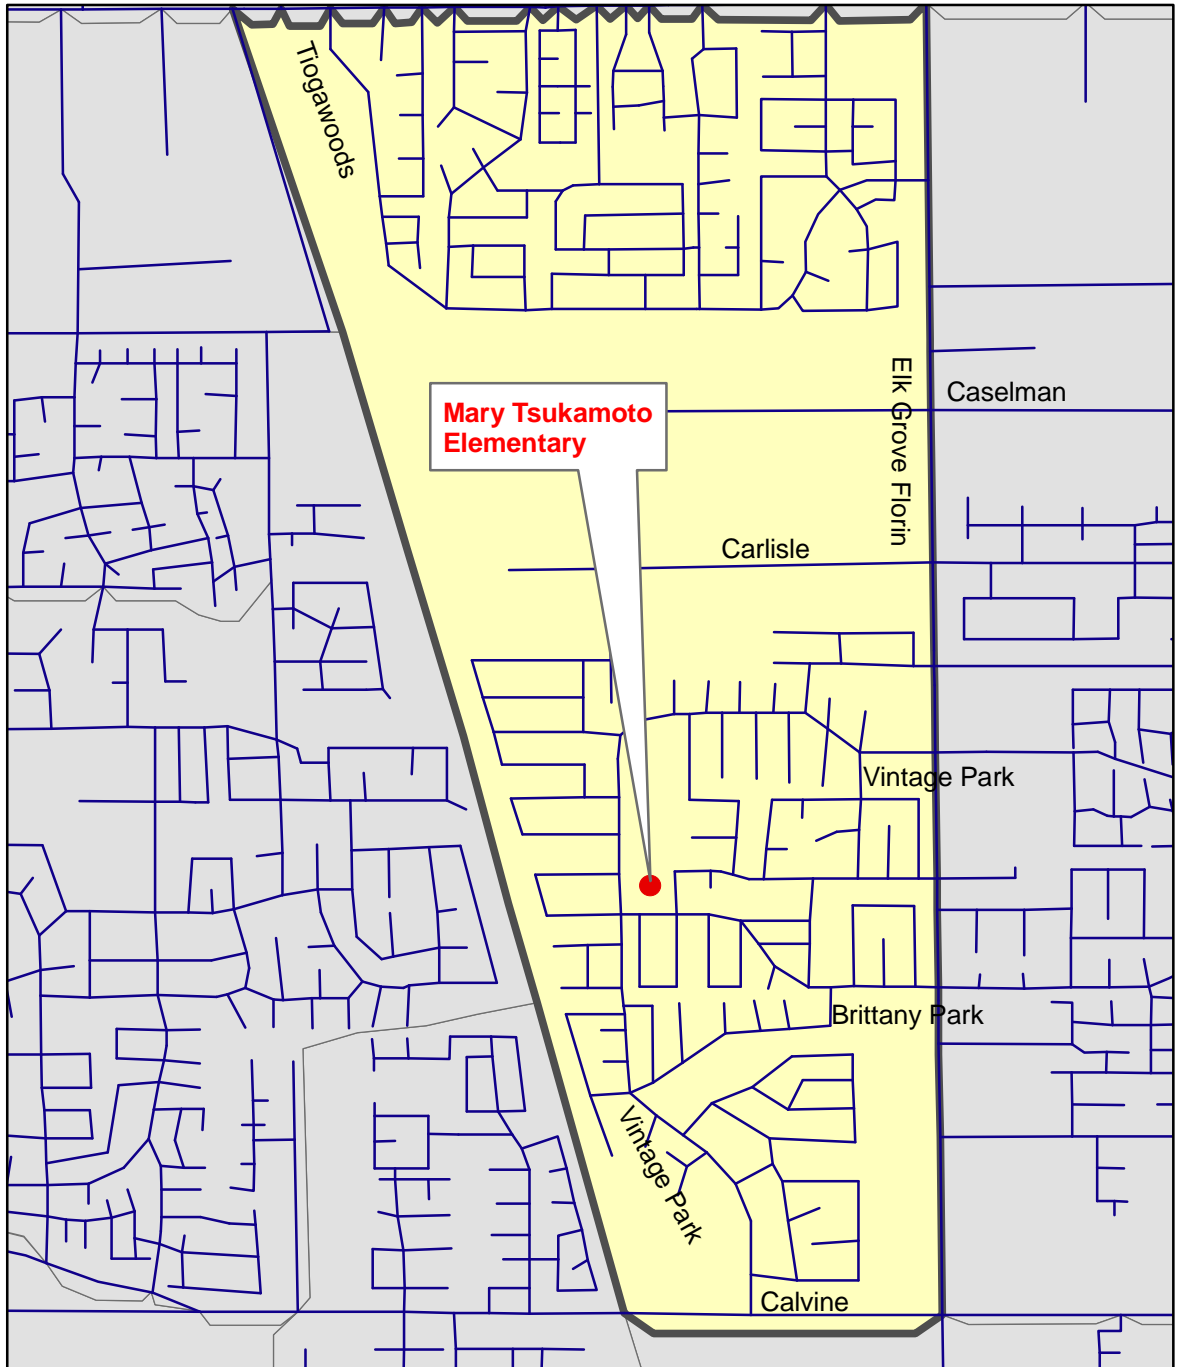 Tiogawoods
Elk Grove Florin
Caselman
Mary Tsukamoto
Elementary
Carlisle
Vintage Park
Brittany Park
Vintage Park
Calvine